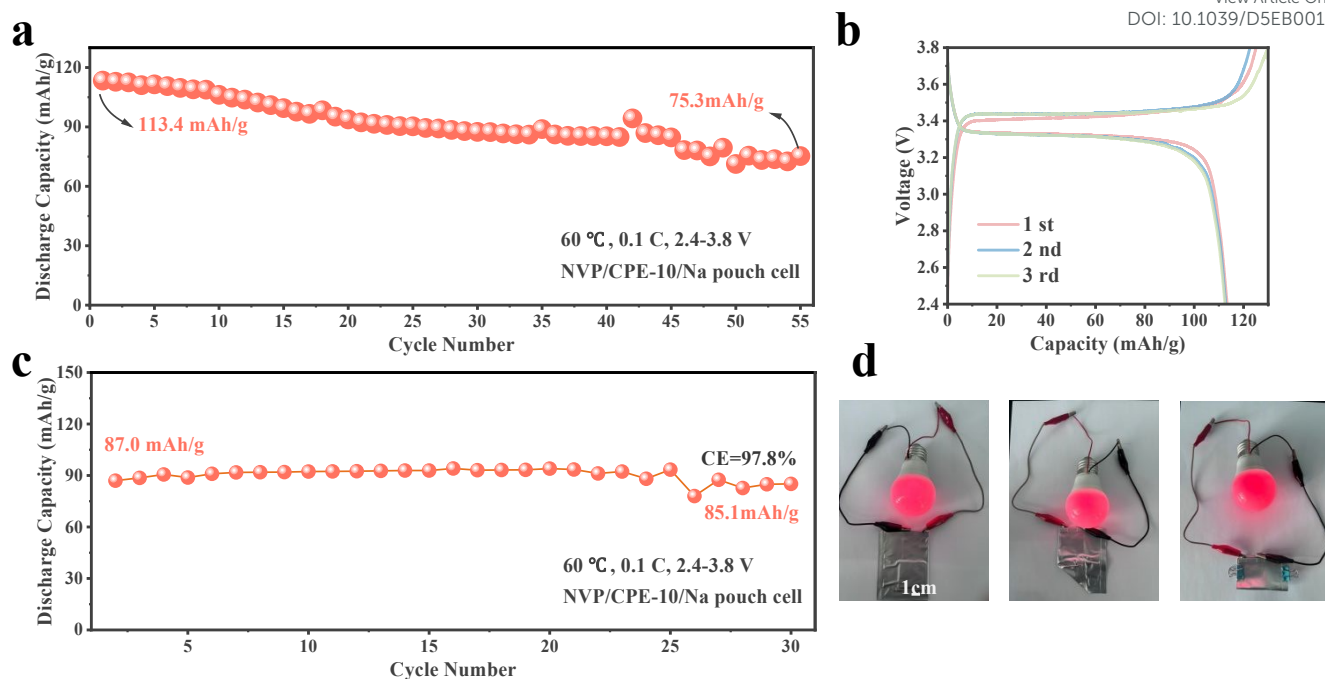 View Article On
DOI: 10.1039/D5EB001
a
Discharge Capacity (mAh/g)
120
90
60
30
0
113.4 mAh/g
75.3mAh/g
60 ℃, 0.1 C, 2.4-3.8 V
NVP/CPE-10/Na pouch cell
0 5 10 15 20 25 30 35 40 45 50 55
Cycle Number
b
Voltage (V)
3.8
3.6
3.4
3.2
3.0
2.8
2.6
2.4
1 st
2 nd
3 rd
0 20 40 60 80 100 120
Capacity (mAh/g)
c
Discharge Capacity (mAh/g)
150
120
90
60
30
0
87.0 mAh/g
CE=97.8%
85.1mAh/g
60 ℃, 0.1 C, 2.4-3.8 V
NVP/CPE-10/Na pouch cell
5 10 15 20 25 30
Cycle Number
d
1cm